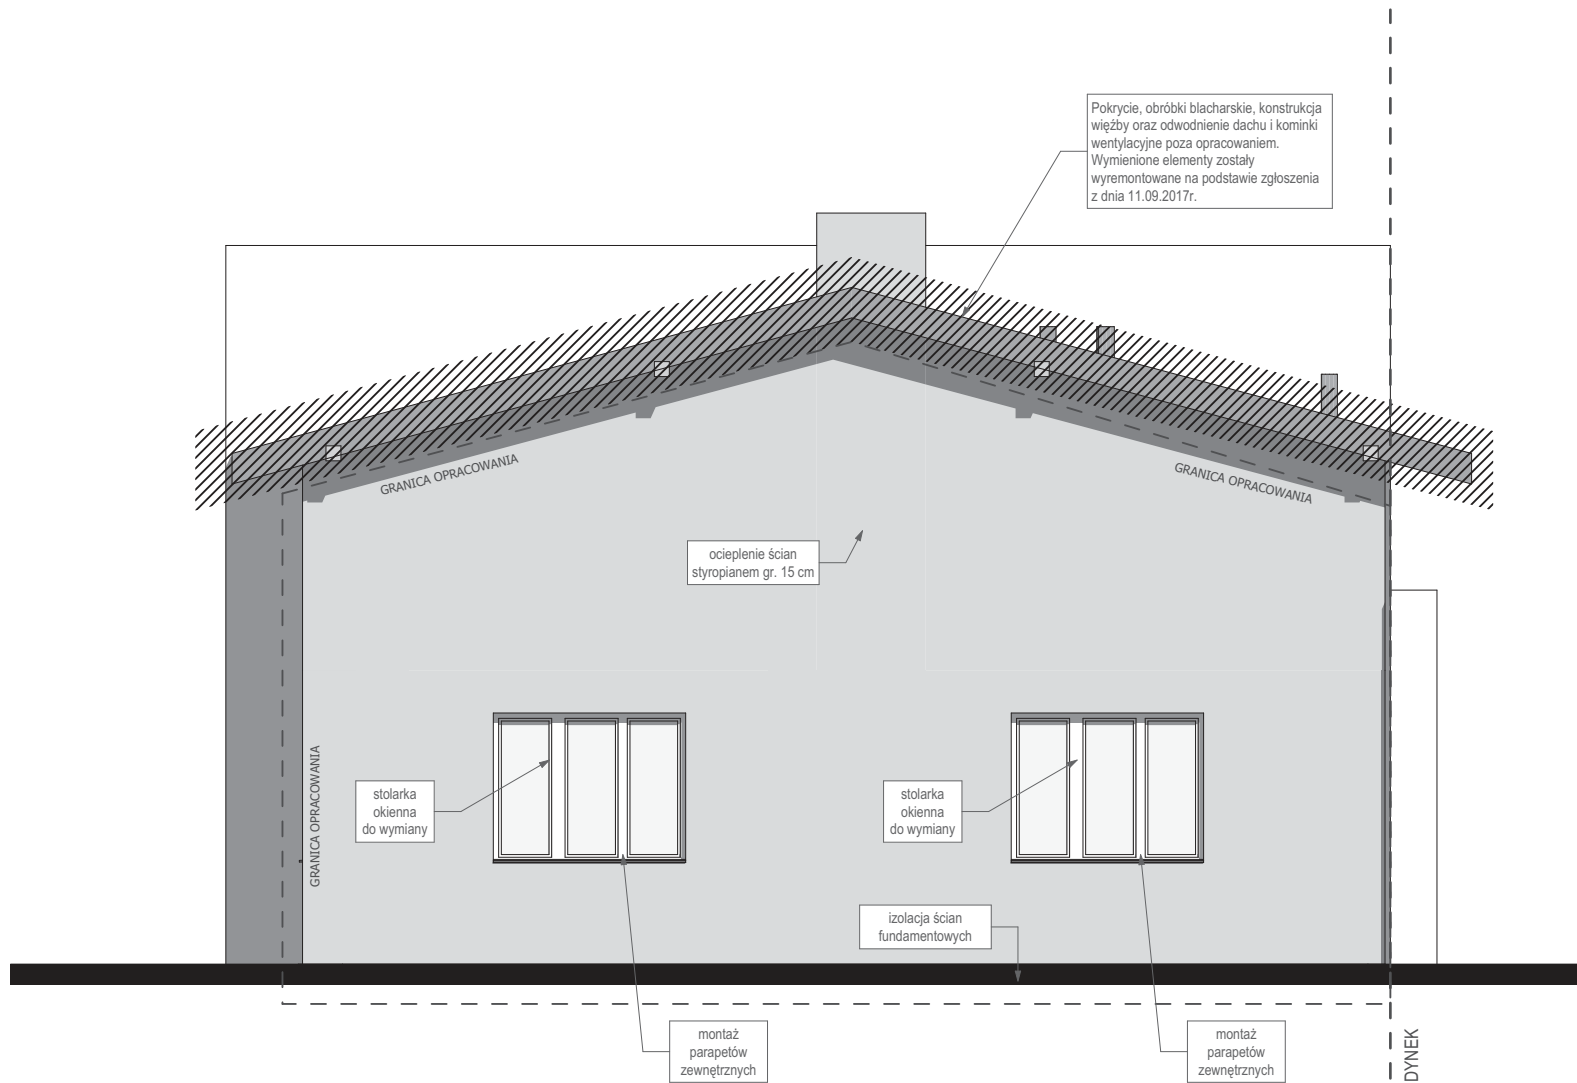 Pokrycie, obróbki blacharskie, konstrukcja
więźby oraz odwodnienie dachu i kominki
wentylacyjne poza opracowaniem.
Wymienione elementy zostały
wyremontowane na podstawie zgłoszenia
z dnia 11.09.2017r.
GRANICA OPRACOWANIA
GRANICA OPRACOWANIA
ocieplenie ścian
styropianem gr. 15 cm
GRANICA OPRACOWANIA
stolarka
okienna
do wymiany
stolarka
okienna
do wymiany
izolacja ścian
fundamentowych
montaż
parapetów
zewnętrznych
montaż
parapetów
zewnętrznych
DYNEK